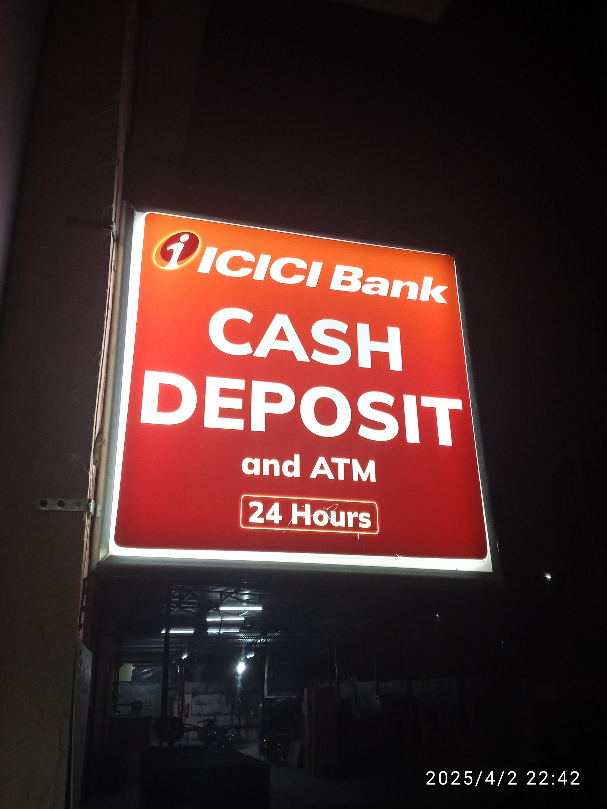 i ICICI Bank
CASH
DEPOSIT
and ATM
24 Hours
2025/4/2 22:42